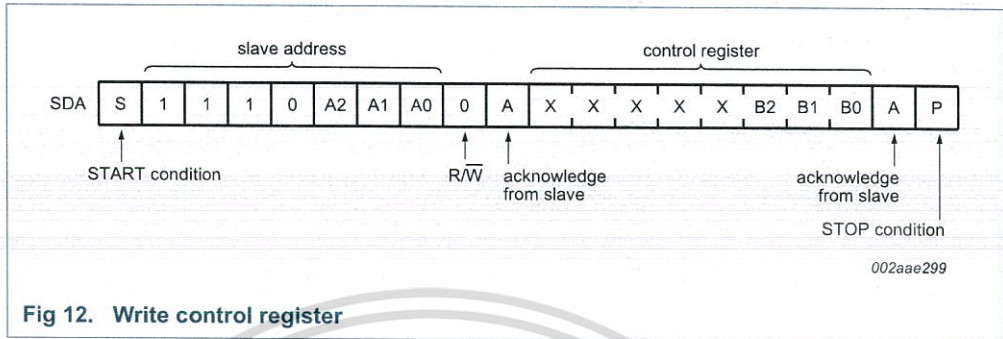 slave address
control register
SDA S 1 1 1 0 A2 A1 A0 0 A X X X X X B2 B1 B0 A P
START condition
R/W̅
acknowledge
from slave
acknowledge
from slave
STOP condition
002aae299
Fig 12. Write control register